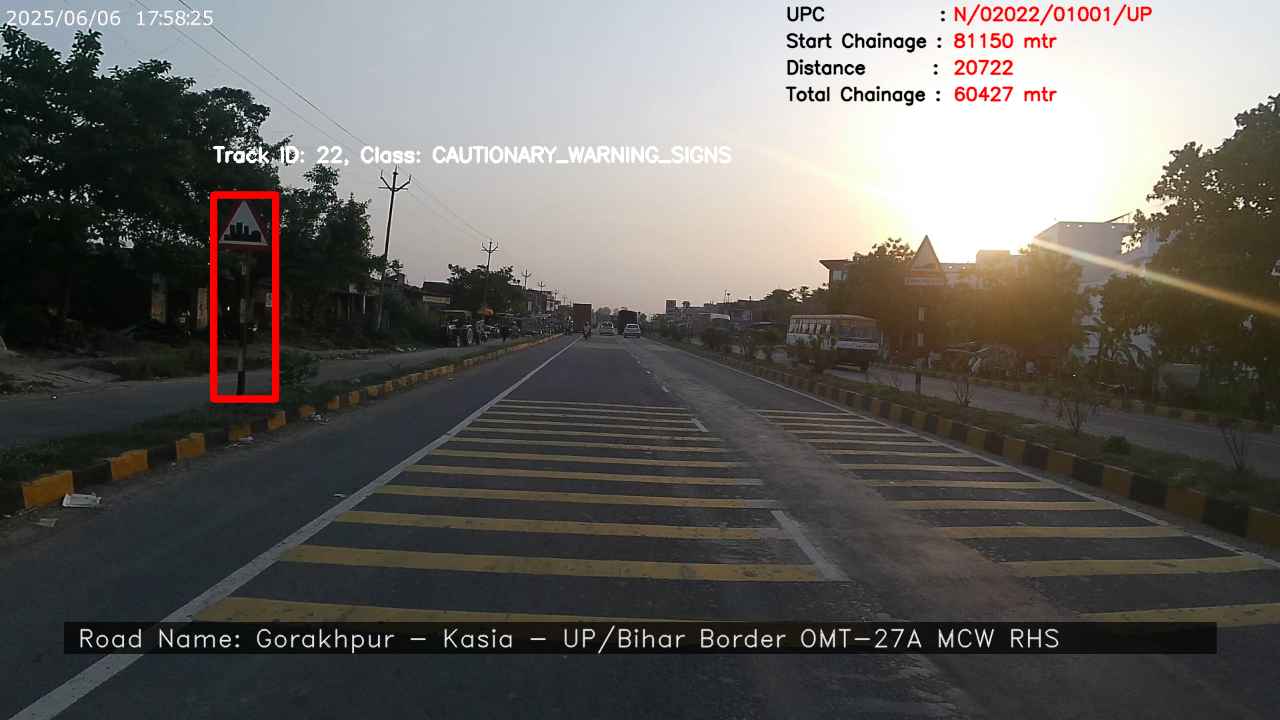 2025/06/06 17:58:25
UPC : N/02022/01001/UP
Start Chainage : 81150 mtr
Distance : 20722
Total Chainage : 60427 mtr
Track ID: 22, Class: CAUTIONARY_WARNING_SIGNS
Road Name: Gorakhpur - Kasia - UP/Bihar Border OMT-27A MCW RHS